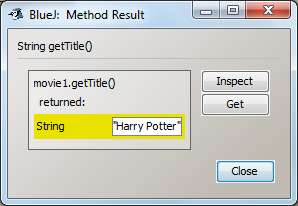 BlueJ: Method Result
String getTitle()
movie1.getTitle()
returned:
String "Harry Potter"
Inspect
Get
Close